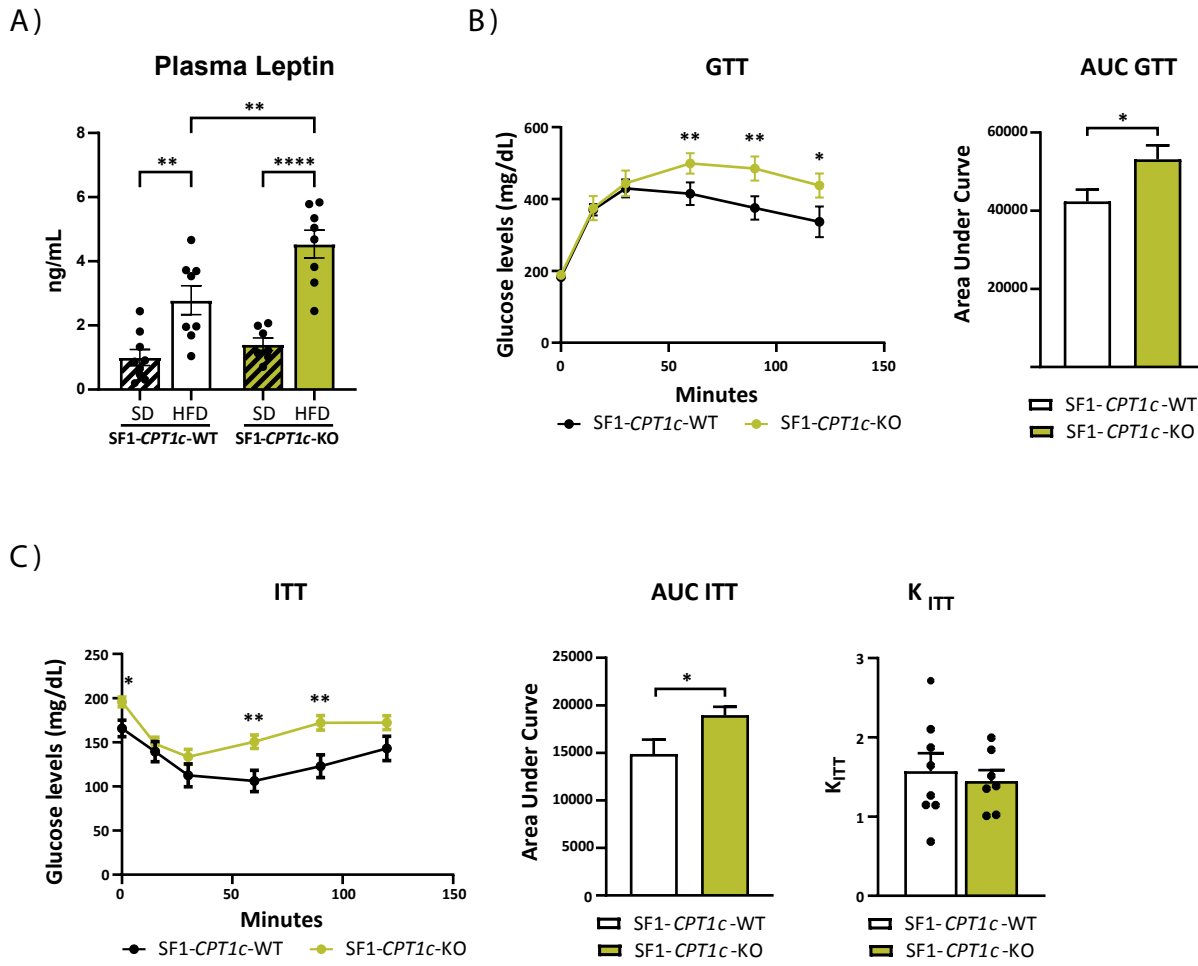 A)
Plasma Leptin
**
**
****
8
6
4
2
0
ng/mL
SD
HFD
SD
HFD
SF1-CPT1c-WT
SF1-CPT1c-KO
B)
GTT
600
400
200
0
Glucose levels (mg/dL)
**
**
*
0
50
100
150
Minutes
SF1-CPT1c-WT
SF1-CPT1c-KO
AUC GTT
*
60000
40000
20000
0
Area Under Curve
SF1-CPT1c-WT
SF1-CPT1c-KO
C)
ITT
250
200
150
100
50
0
Glucose levels (mg/dL)
*
**
**
0
50
100
150
Minutes
SF1-CPT1c-WT
SF1-CPT1c-KO
AUC ITT
*
25000
20000
15000
10000
5000
0
Area Under Curve
SF1-CPT1c-WT
SF1-CPT1c-KO
K ITT
3
2
1
0
KITT
SF1-CPT1c-WT
SF1-CPT1c-KO